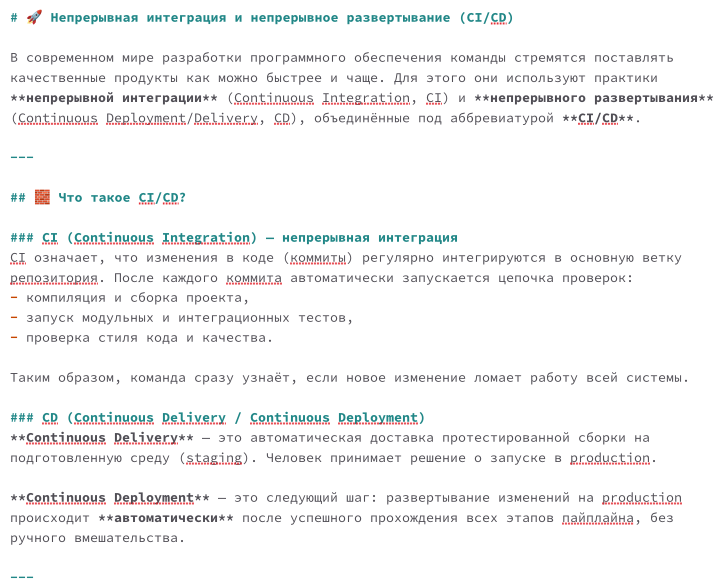 # 🚀 Непрерывная интеграция и непрерывное развертывание (CI/CD)
В современном мире разработки программного обеспечения команды стремятся поставлять
качественные продукты как можно быстрее и чаще. Для этого они используют практики
**непрерывной интеграции** (Continuous Integration, CI) и **непрерывного развертывания**
(Continuous Deployment/Delivery, CD), объединённые под аббревиатурой **CI/CD**.
---
## 🧱 Что такое CI/CD?
### CI (Continuous Integration) — непрерывная интеграция
CI означает, что изменения в коде (коммиты) регулярно интегрируются в основную ветку
репозитория. После каждого коммита автоматически запускается цепочка проверок:
- компиляция и сборка проекта,
- запуск модульных и интеграционных тестов,
- проверка стиля кода и качества.
Таким образом, команда сразу узнаёт, если новое изменение ломает работу всей системы.
### CD (Continuous Delivery / Continuous Deployment)
**Continuous Delivery** — это автоматическая доставка протестированной сборки на
подготовленную среду (staging). Человек принимает решение о запуске в production.
**Continuous Deployment** — это следующий шаг: развертывание изменений на production
происходит **автоматически** после успешного прохождения всех этапов пайплайна, без
ручного вмешательства.
---